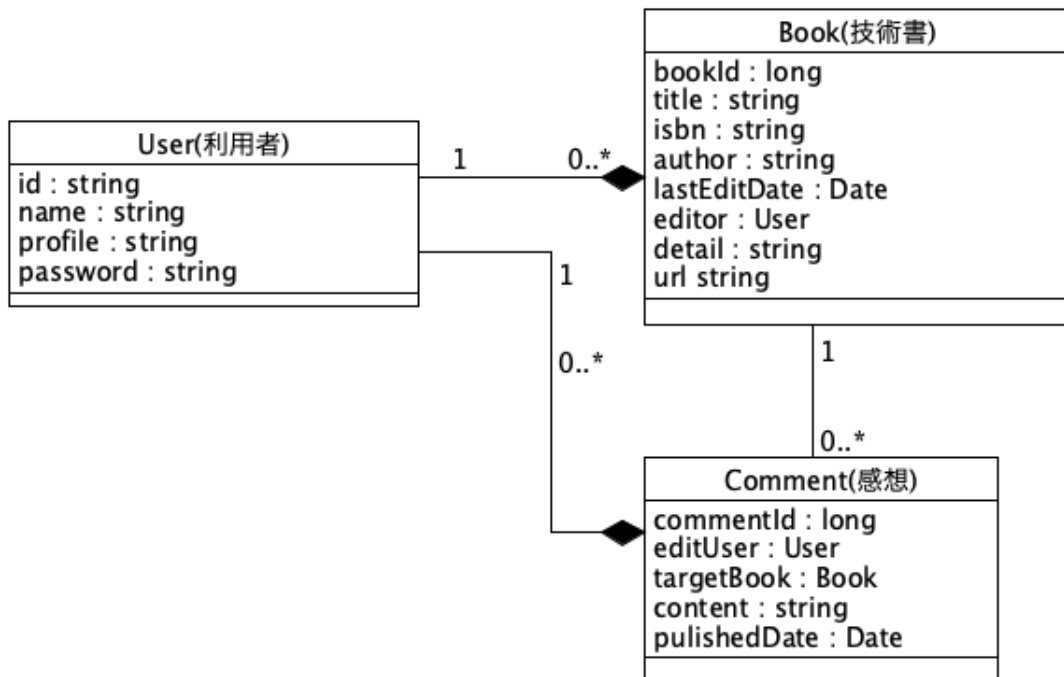 User(利用者)
id : string
name : string
profile : string
password : string
1
0..*
1
0..*
Book(技術書)
bookId : long
title : string
isbn : string
author : string
lastEditDate : Date
editor : User
detail : string
url string
1
0..*
Comment(感想)
commentId : long
editUser : User
targetBook : Book
content : string
pulishedDate : Date